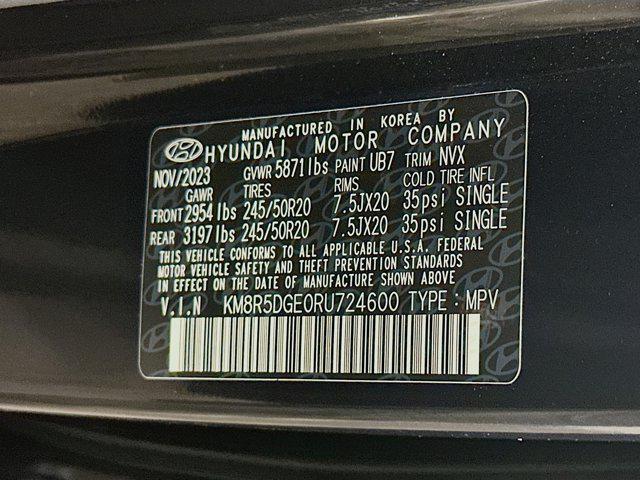 MANUFACTURED IN KOREA BY
HYUNDAI MOTOR COMPANY
NOV/2023 GVWR 5871lbs PAINT UB7 TRIM NVX
GAWR TIRES RIMS COLD TIRE INFL
FRONT 2954lbs 245/50R20 7.5JX20 35psi SINGLE
REAR 3197lbs 245/50R20 7.5JX20 35psi SINGLE
THIS VEHICLE CONFORMS TO ALL APPLICABLE U.S.A. FEDERAL
MOTOR VEHICLE SAFETY AND THEFT PREVENTION STANDARDS
IN EFFECT ON THE DATE OF MANUFACTURE SHOWN ABOVE
V.I.N KM8R5DGE0RU724600 TYPE : MPV